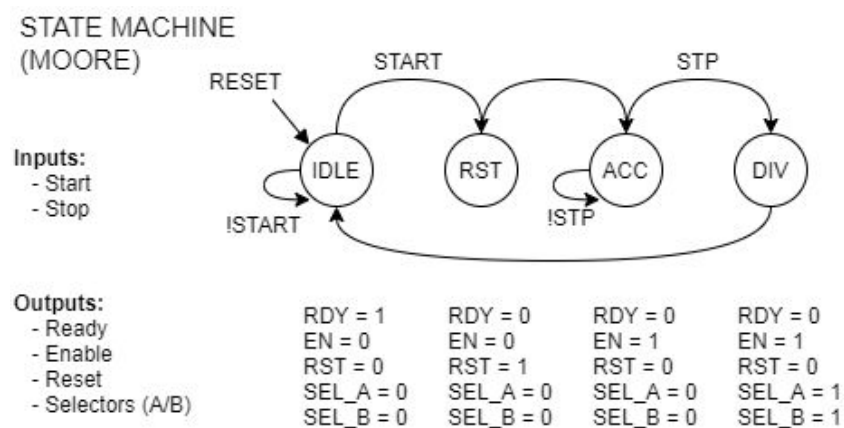 STATE MACHINE
(MOORE)
START
STP
RESET
IDLE
RST
ACC
DIV
!START
!STP
Inputs:
- Start
- Stop
Outputs:
- Ready
- Enable
- Reset
- Selectors (A/B)
RDY = 1 RDY = 0 RDY = 0 RDY = 0
EN = 0 EN = 0 EN = 1 EN = 1
RST = 0 RST = 1 RST = 0 RST = 0
SEL_A = 0 SEL_A = 0 SEL_A = 0 SEL_A = 1
SEL_B = 0 SEL_B = 0 SEL_B = 0 SEL_B = 1